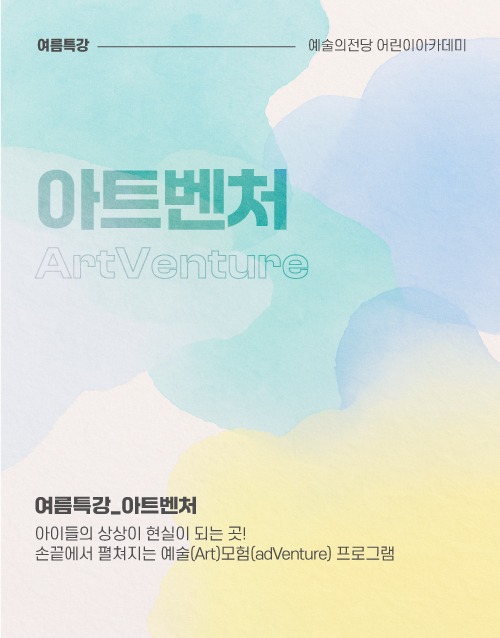 여름특강
예술의전당 어린이아카데미
아트벤처
ArtVenture
여름특강_아트벤처
아이들의 상상이 현실이 되는 곳!
손끝에서 펼쳐지는 예술(Art)모험(adVenture) 프로그램